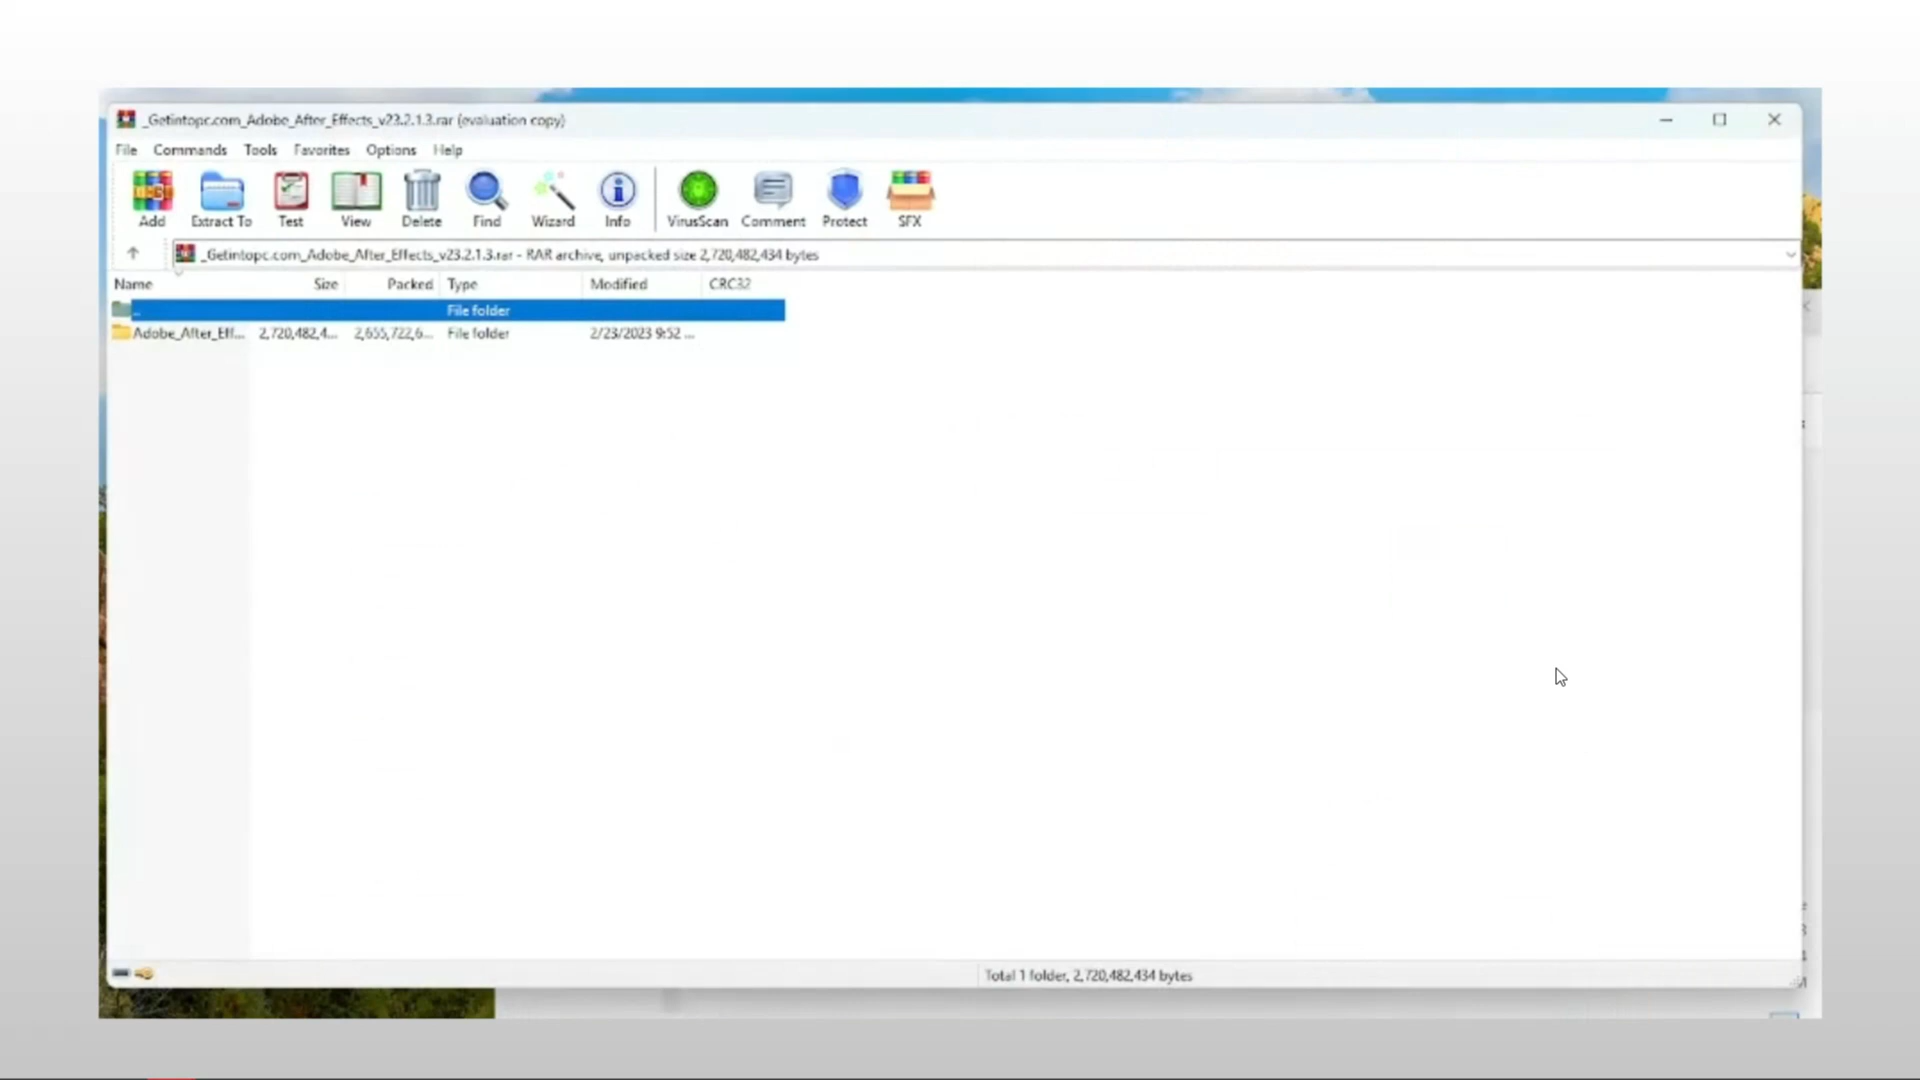 _Getintopc.com_Adobe_After_Effects_v23.2.1.3.rar (evaluation copy)
File Commands Tools Favorites Options Help
Add Extract To Test View Delete Find Wizard Info VirusScan Comment Protect SFX
_Getintopc.com_Adobe_After_Effects_v23.2.1.3.rar - RAR archive, unpacked size 2,720,482,434 bytes
Name Size Packed Type Modified CRC32
.. File folder
Adobe_After_Eff... 2,720,482,4... 2,655,722,6... File folder 2/23/2023 9:52 ...
Total 1 folder, 2,720,482,434 bytes